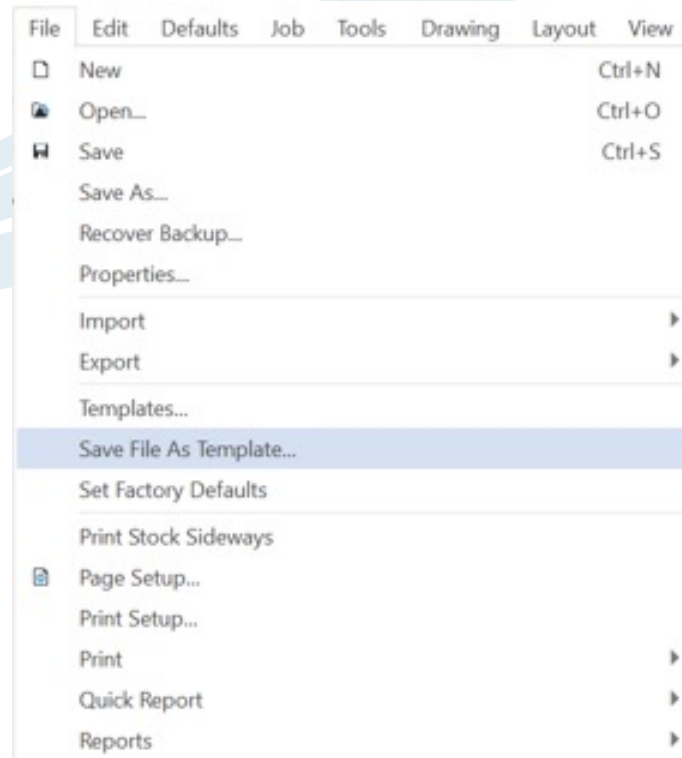 File Edit Defaults Job Tools Drawing Layout View
New Ctrl+N
Open... Ctrl+O
Save Ctrl+S
Save As...
Recover Backup...
Properties...
Import
Export
Templates...
Save File As Template...
Set Factory Defaults
Print Stock Sideways
Page Setup...
Print Setup...
Print
Quick Report
Reports